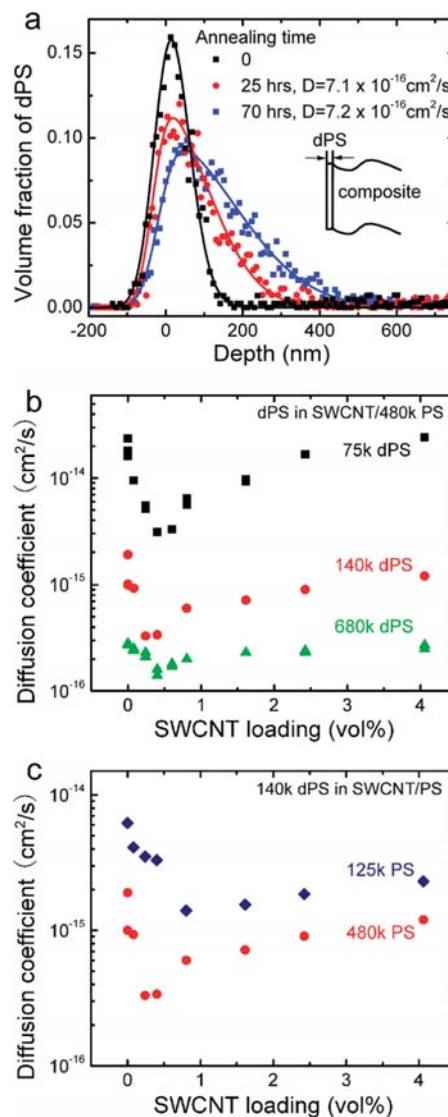 a
Annealing time
0
25 hrs, D=7.1 x 10⁻¹⁶cm²/s
70 hrs, D=7.2 x 10⁻¹⁶cm²/s
dPS
composite
Volume fraction of dPS
0.15
0.10
0.05
0.00
-200 0 200 400 600
Depth (nm)
b
dPS in SWCNT/480k PS
75k dPS
140k dPS
680k dPS
Diffusion coefficient (cm²/s)
10⁻¹⁴
10⁻¹⁵
10⁻¹⁶
0 1 2 3 4
SWCNT loading (vol%)
c
140k dPS in SWCNT/PS
125k PS
480k PS
Diffusion coefficient (cm²/s)
10⁻¹⁴
10⁻¹⁵
10⁻¹⁶
0 1 2 3 4
SWCNT loading (vol%)